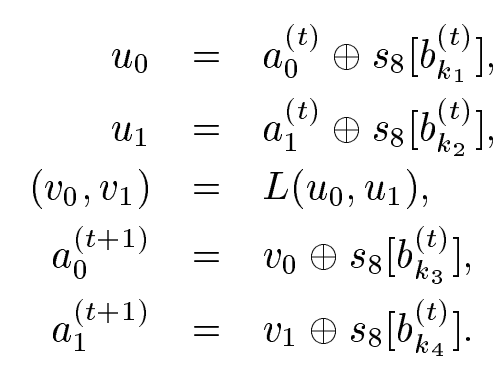 u_0 = a_0^{(t)} ⊕ s_8[b_{k_1}^{(t)}],
u_1 = a_1^{(t)} ⊕ s_8[b_{k_2}^{(t)}],
(v_0, v_1) = L(u_0, u_1),
a_0^{(t+1)} = v_0 ⊕ s_8[b_{k_3}^{(t)}],
a_1^{(t+1)} = v_1 ⊕ s_8[b_{k_4}^{(t)}].